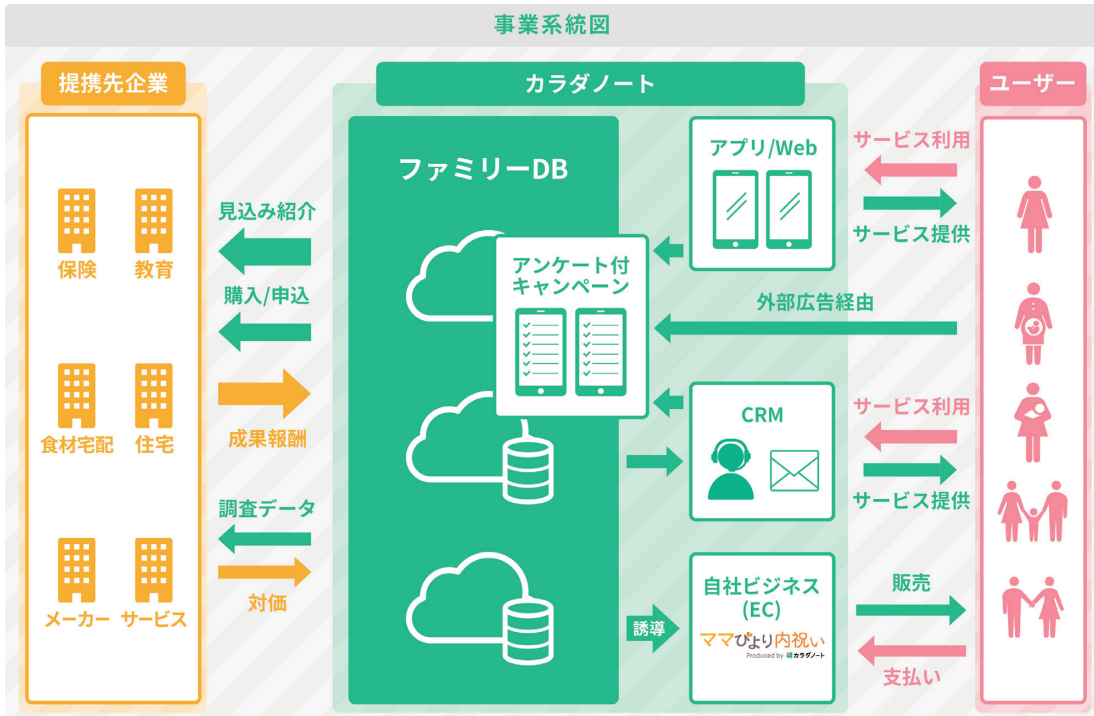 事業系統図
提携先企業
カラダノート
ユーザー
保険
教育
食材宅配
住宅
メーカー
サービス
見込み紹介
購入/申込
成果報酬
調査データ
対価
ファミリーDB
アンケート付
キャンペーン
アプリ/Web
CRM
誘導
自社ビジネス
(EC)
ママびより内祝い
Produced by カラダノート
サービス利用
サービス提供
外部広告経由
サービス利用
サービス提供
販売
支払い